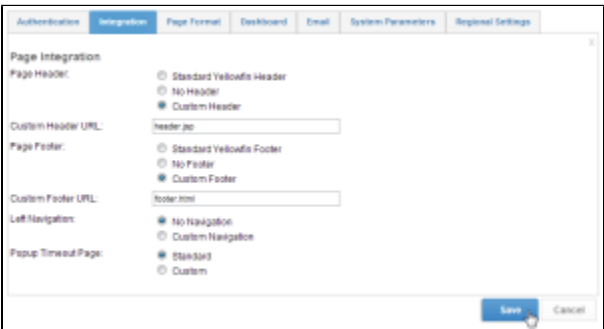 Authentication Integration Page Format Dashboard Email System Parameters Regional Settings
x
Page Integration
Page Header: Standard Yellowfin Header
No Header
Custom Header
Custom Header URL: header.jsp
Page Footer: Standard Yellowfin Footer
No Footer
Custom Footer
Custom Footer URL: footer.html
Left Navigation: No Navigation
Custom Navigation
Popup Timeout Page: Standard
Custom
Save Cancel